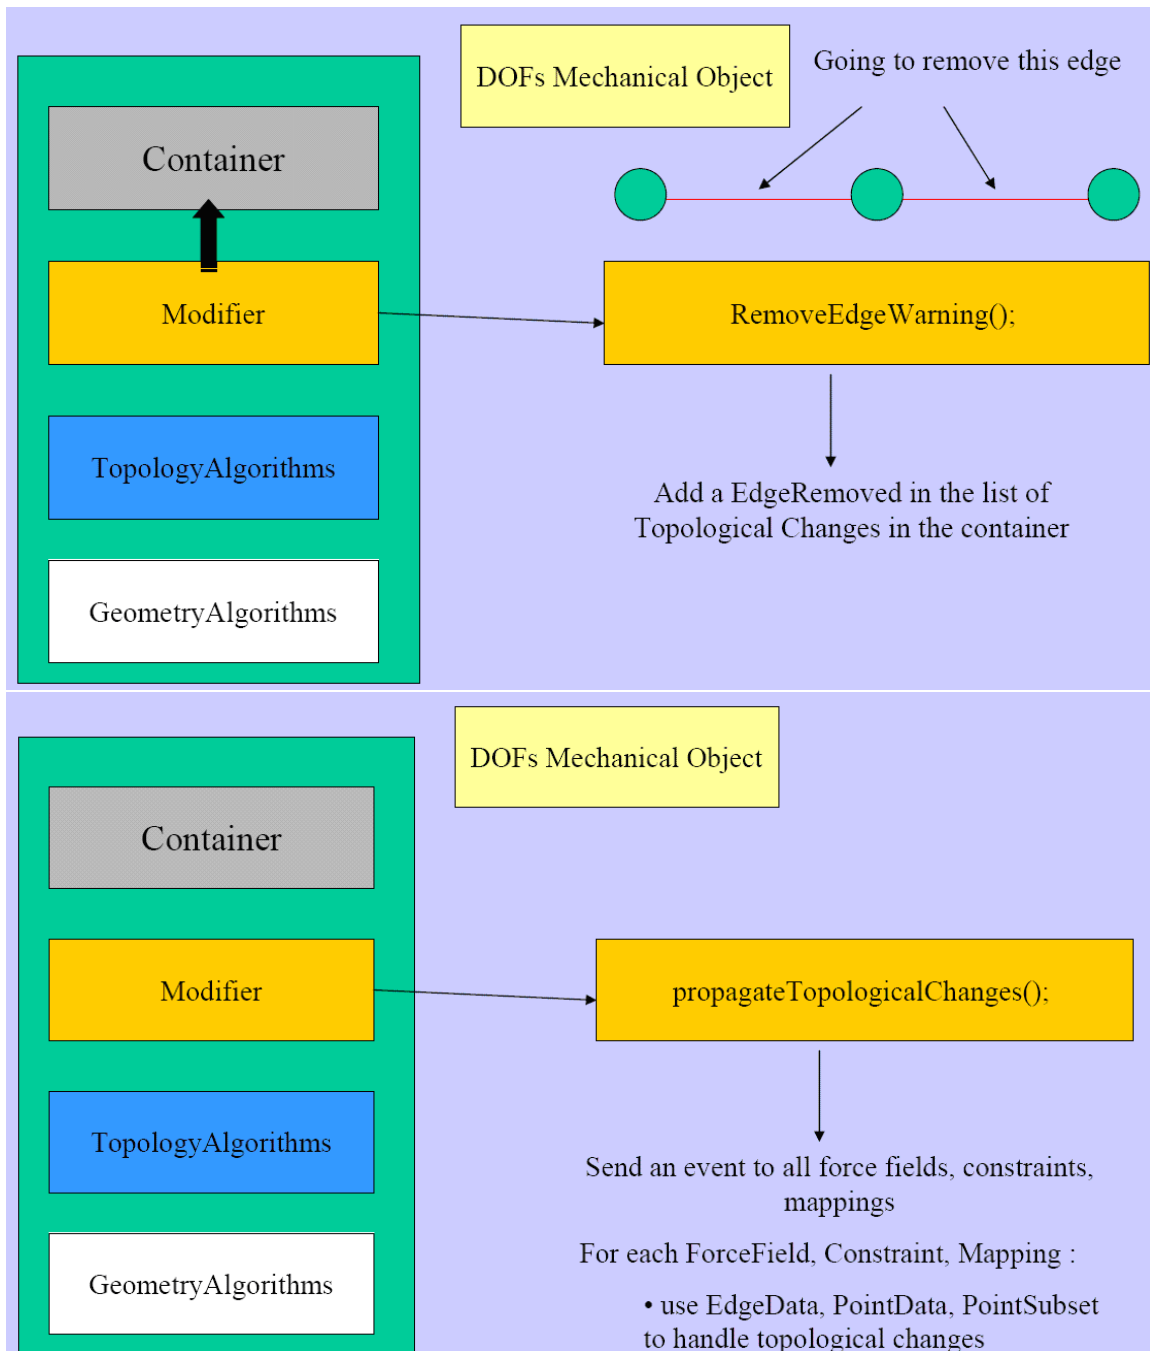 DOFs Mechanical Object
Going to remove this edge
Container
Modifier
RemoveEdgeWarning();
TopologyAlgorithms
Add a EdgeRemoved in the list of
Topological Changes in the container
GeometryAlgorithms
DOFs Mechanical Object
Container
Modifier
propagateTopologicalChanges();
TopologyAlgorithms
Send an event to all force fields, constraints,
mappings
For each ForceField, Constraint, Mapping :
GeometryAlgorithms
• use EdgeData, PointData, PointSubset
to handle topological changes